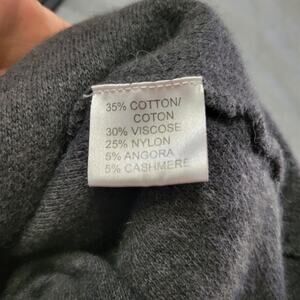 35% COTTON/
COTON
30% VISCOSE
25% NYLON
5% ANGORA
5% CASHMERE